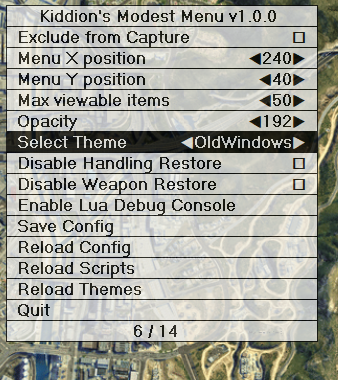 Kiddion's Modest Menu v1.0.0
Exclude from Capture
Menu X position ◀240▶
Menu Y position ◀40▶
Max viewable items ◀50▶
Opacity ◀192▶
Select Theme ◀OldWindows▶
Disable Handling Restore
Disable Weapon Restore
Enable Lua Debug Console
Save Config
Reload Config
Reload Scripts
Reload Themes
Quit
6 / 14